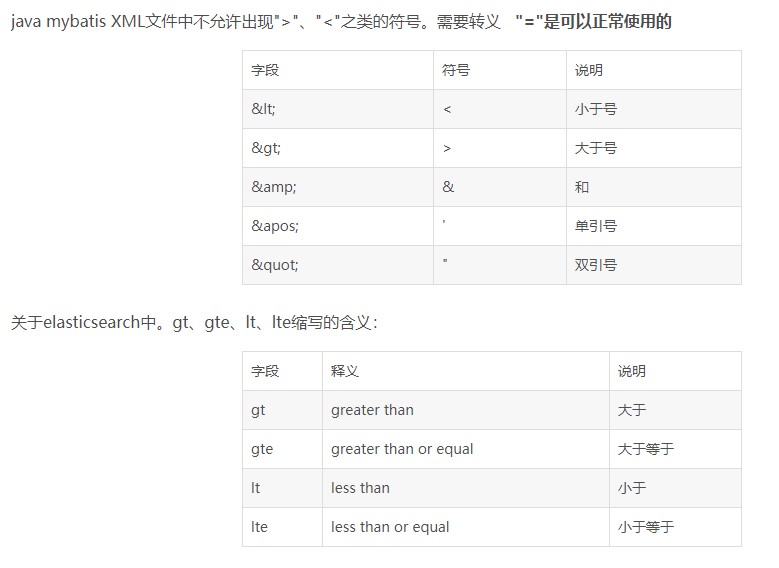 java mybatis XML文件中不允许出现">"、"<"之类的符号。需要转义 "="是可以正常使用的
字段 符号 说明
&lt; < 小于号
&gt; > 大于号
&amp; & 和
&apos; ' 单引号
&quot; " 双引号
关于elasticsearch中。gt、gte、lt、lte缩写的含义：
字段 释义 说明
gt greater than 大于
gte greater than or equal 大于等于
lt less than 小于
lte less than or equal 小于等于